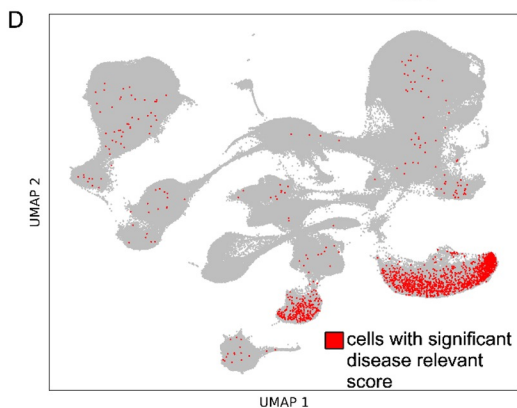 D
UMAP 2
cells with significant
disease relevant
score
UMAP 1